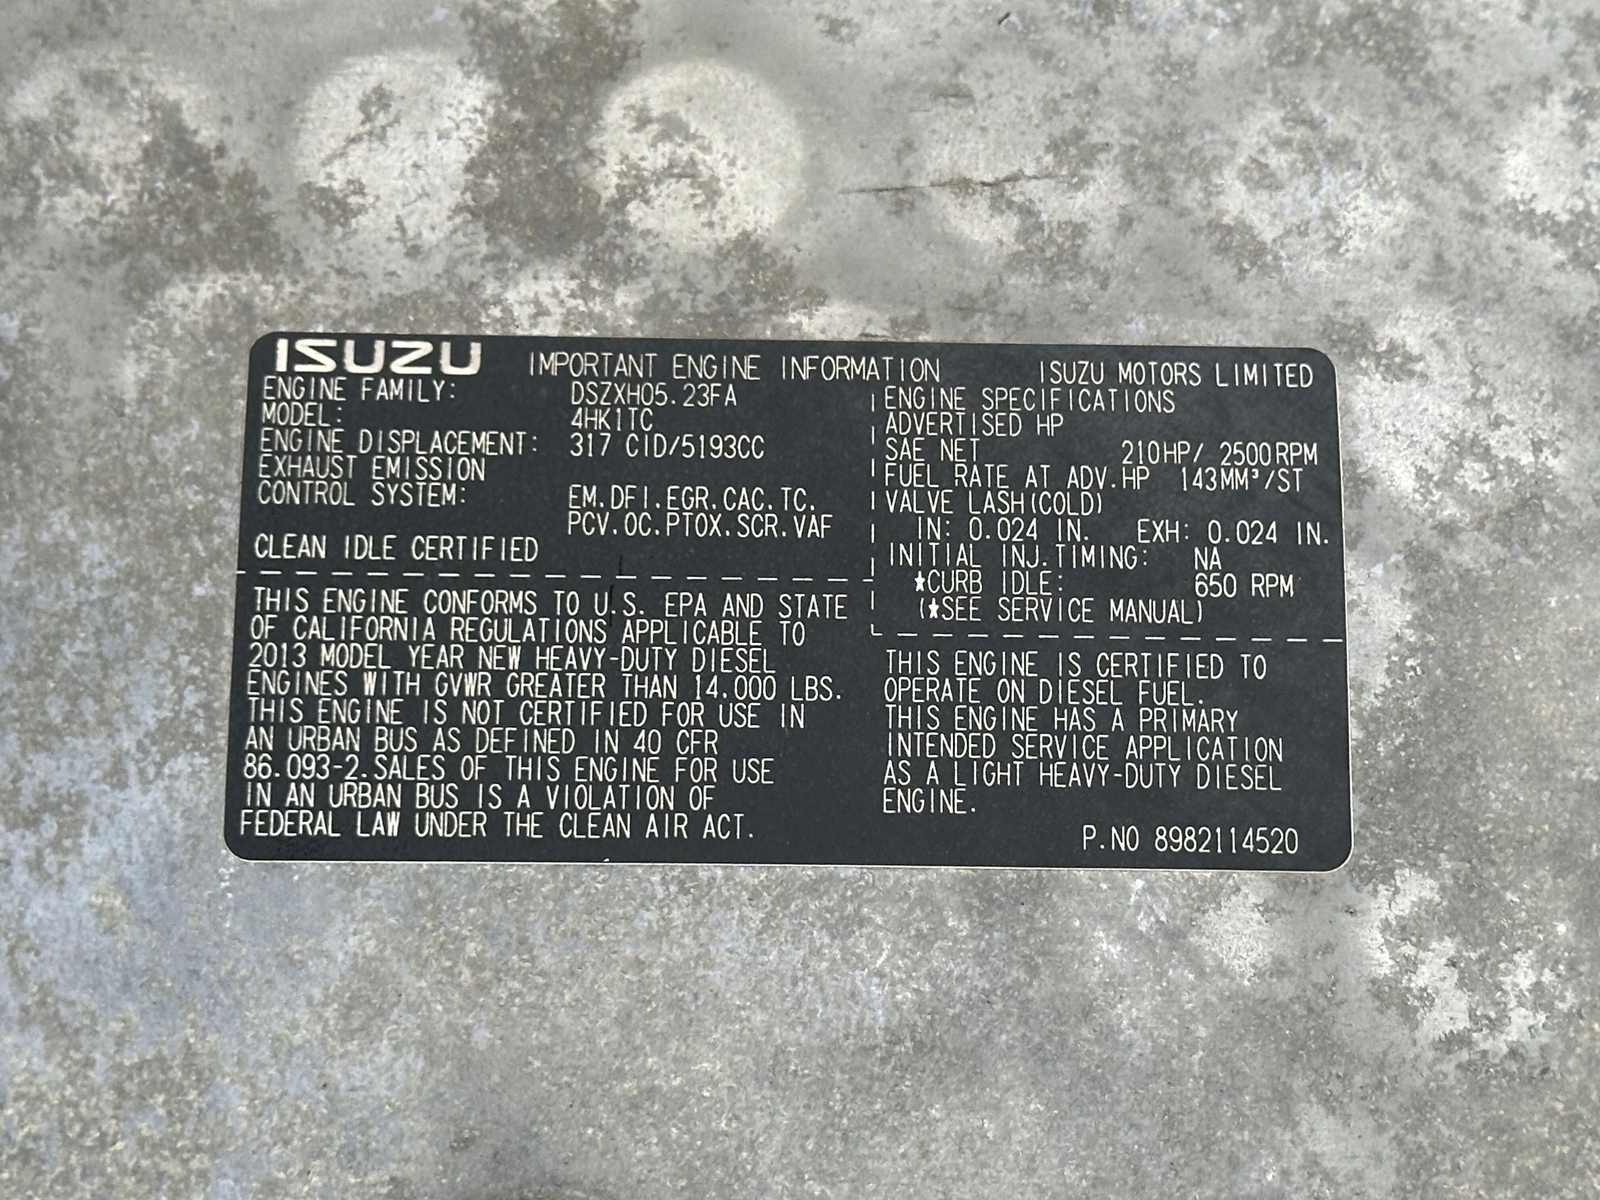 ISUZU IMPORTANT ENGINE INFORMATION ISUZU MOTORS LIMITED
ENGINE FAMILY: DSZXH05.23FA
MODEL: 4HK1TC
ENGINE DISPLACEMENT: 317 CID/5193CC
EXHAUST EMISSION
CONTROL SYSTEM: EM.DFI.EGR.CAC.TC.
PCV.OC.PTOX.SCR.VAF
CLEAN IDLE CERTIFIED
THIS ENGINE CONFORMS TO U.S. EPA AND STATE
OF CALIFORNIA REGULATIONS APPLICABLE TO
2013 MODEL YEAR NEW HEAVY-DUTY DIESEL
ENGINES WITH GVWR GREATER THAN 14.000 LBS.
THIS ENGINE IS NOT CERTIFIED FOR USE IN
AN URBAN BUS AS DEFINED IN 40 CFR
86.093-2.SALES OF THIS ENGINE FOR USE
IN AN URBAN BUS IS A VIOLATION OF
FEDERAL LAW UNDER THE CLEAN AIR ACT.
ENGINE SPECIFICATIONS
ADVERTISED HP
SAE NET 210HP/ 2500RPM
FUEL RATE AT ADV.HP 143MM³/ST
VALVE LASH(COLD)
IN: 0.024 IN. EXH: 0.024 IN.
INITIAL INJ.TIMING: NA
★CURB IDLE: 650 RPM
(★SEE SERVICE MANUAL)
THIS ENGINE IS CERTIFIED TO
OPERATE ON DIESEL FUEL.
THIS ENGINE HAS A PRIMARY
INTENDED SERVICE APPLICATION
AS A LIGHT HEAVY-DUTY DIESEL
ENGINE.
P.NO 8982114520